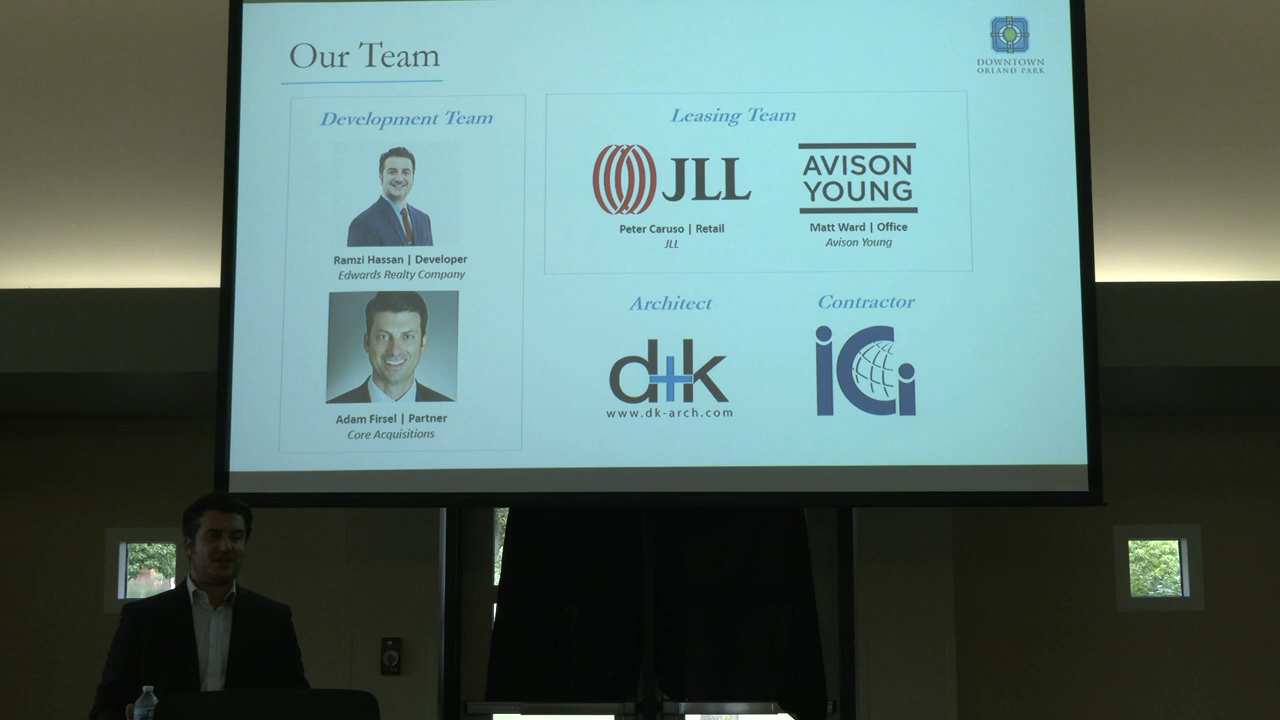 Our Team
DOWNTOWN
ORLAND PARK
Development Team
Ramzi Hassan | Developer
Edwards Realty Company
Adam Firsel | Partner
Core Acquisitions
Leasing Team
JLL
Peter Caruso | Retail
JLL
AVISON
YOUNG
Matt Ward | Office
Avison Young
Architect
d+k
www.dk-arch.com
Contractor
iCi